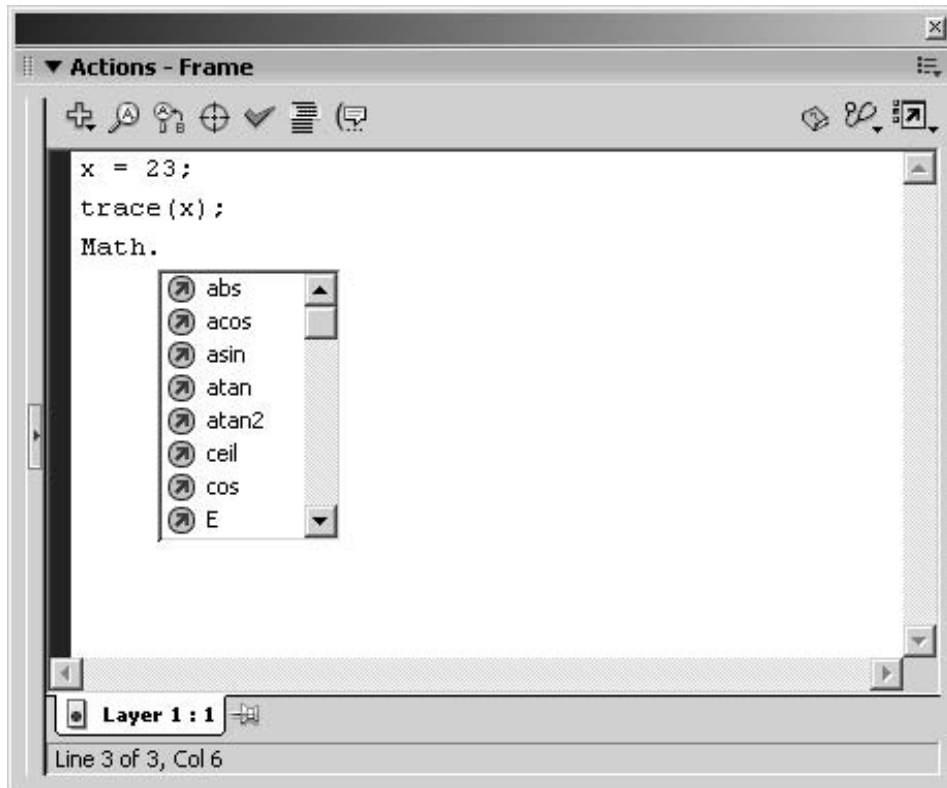 Actions - Frame
x = 23;
trace(x);
Math.
abs
acos
asin
atan
atan2
ceil
cos
E
Layer 1 : 1
Line 3 of 3, Col 6